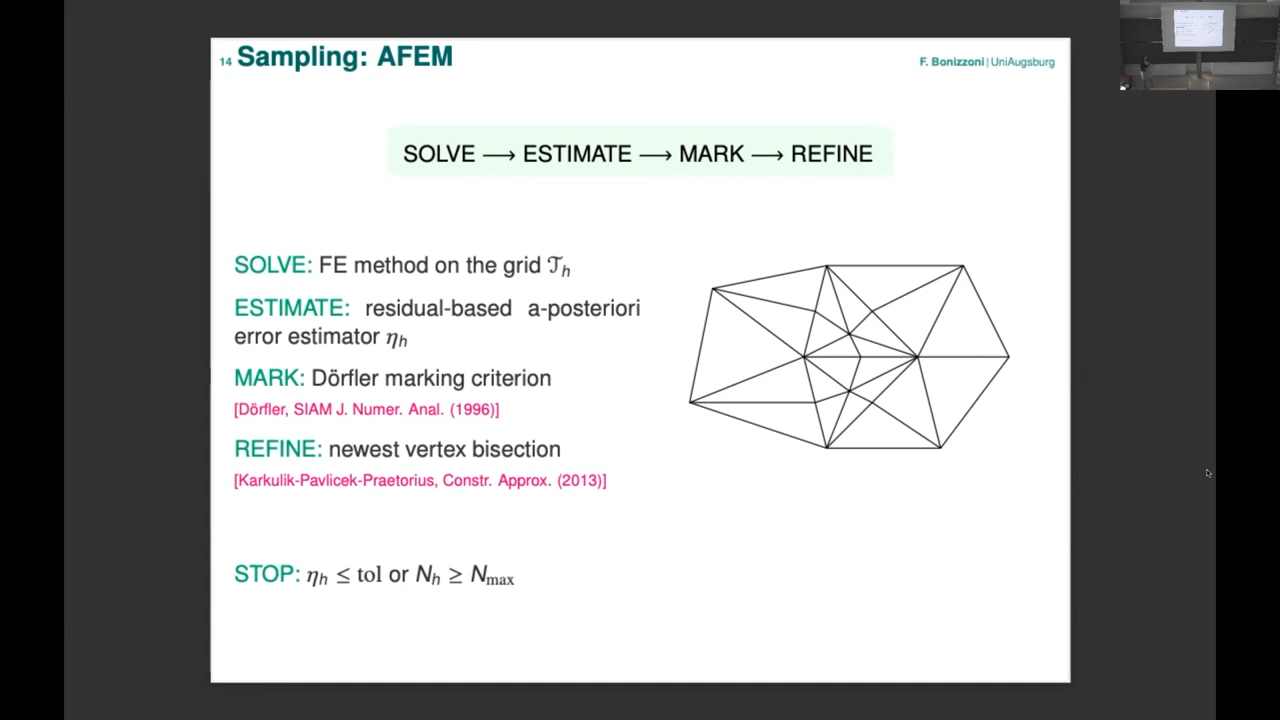 14 Sampling: AFEM
F. Bonizzoni | UniAugsburg
SOLVE ⟶ ESTIMATE ⟶ MARK ⟶ REFINE
SOLVE: FE method on the grid 𝒯ₕ
ESTIMATE: residual-based a-posteriori
error estimator ηₕ
MARK: Dörfler marking criterion
[Dörfler, SIAM J. Numer. Anal. (1996)]
REFINE: newest vertex bisection
[Karkulik-Pavlicek-Praetorius, Constr. Approx. (2013)]
STOP: ηₕ ≤ tol or Nₕ ≥ Nmax